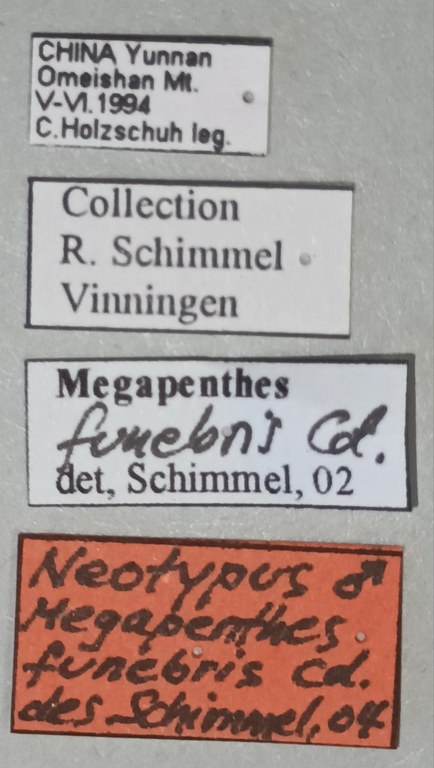 CHINA Yunnan
Omeishan Mt.
V-VI.1994
C.Holzschuh leg.
Collection
R. Schimmel
Vinningen
Megapenthes
funebris Cd.
det, Schimmel, 02
Neotypus ♂
Megapenthes
funebris Cd.
des Schimmel, 04